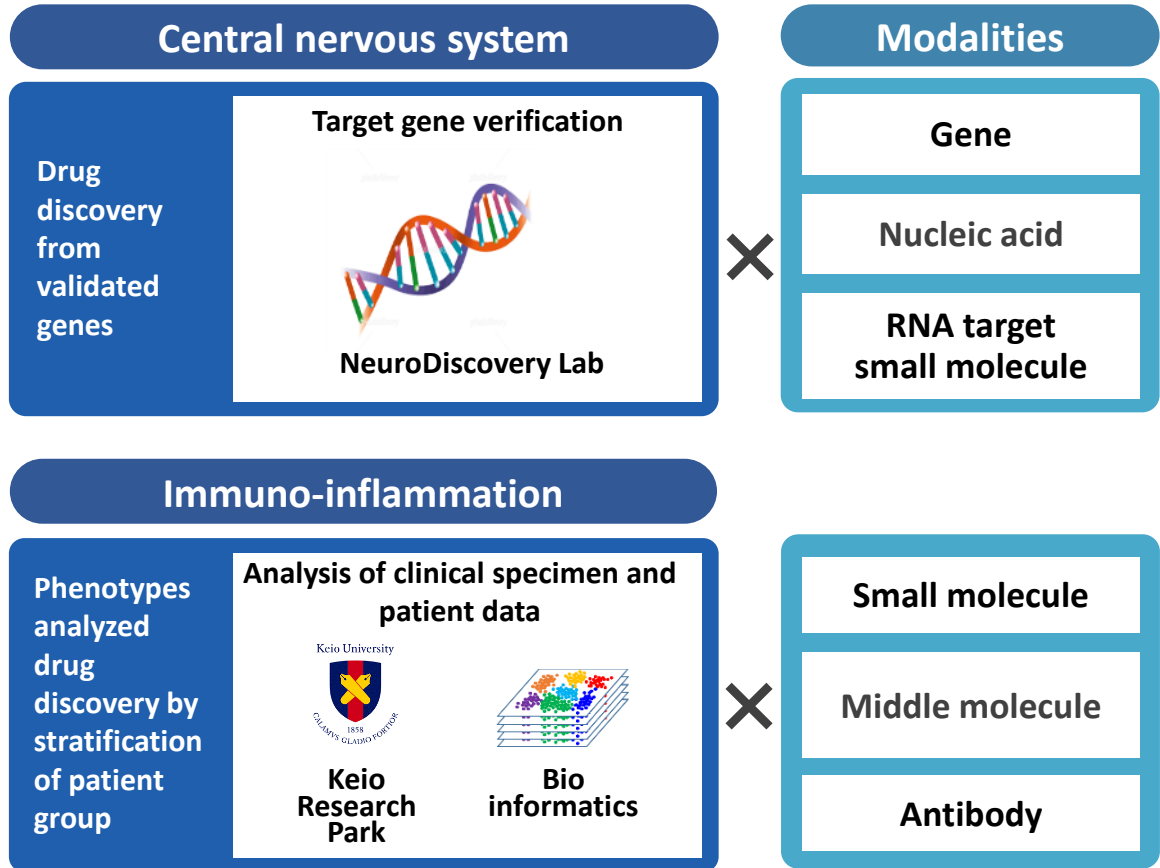 Central nervous system
Modalities
Drug
discovery
from
validated
genes
Target gene verification
NeuroDiscovery Lab
Gene
Nucleic acid
RNA target
small molecule
Immuno-inflammation
Phenotypes
analyzed
drug
discovery by
stratification
of patient
group
Analysis of clinical specimen and
patient data
Keio University
1858
CALAMVS GLADIO FORTIOR
Keio
Research
Park
Bio
informatics
Small molecule
Middle molecule
Antibody